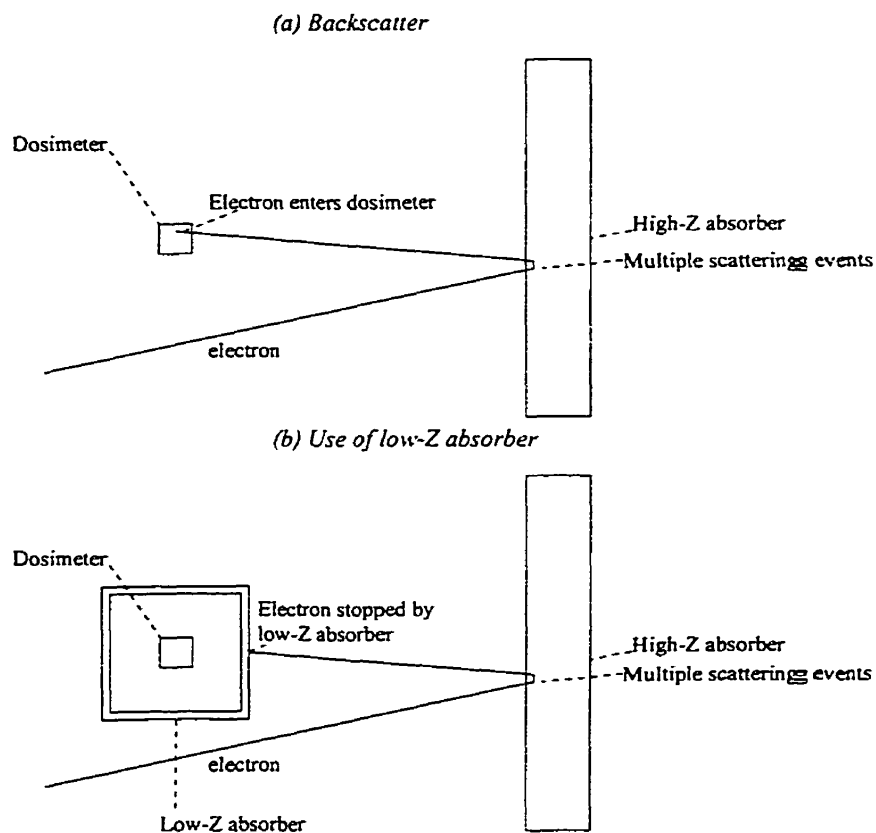 (a) Backscatter
Dosimeter
Electron enters dosimeter
High-Z absorber
Multiple scatteringg events
electron
(b) Use of low-Z absorber
Dosimeter
Electron stopped by
low-Z absorber
High-Z absorber
Multiple scatteringg events
electron
Low-Z absorber